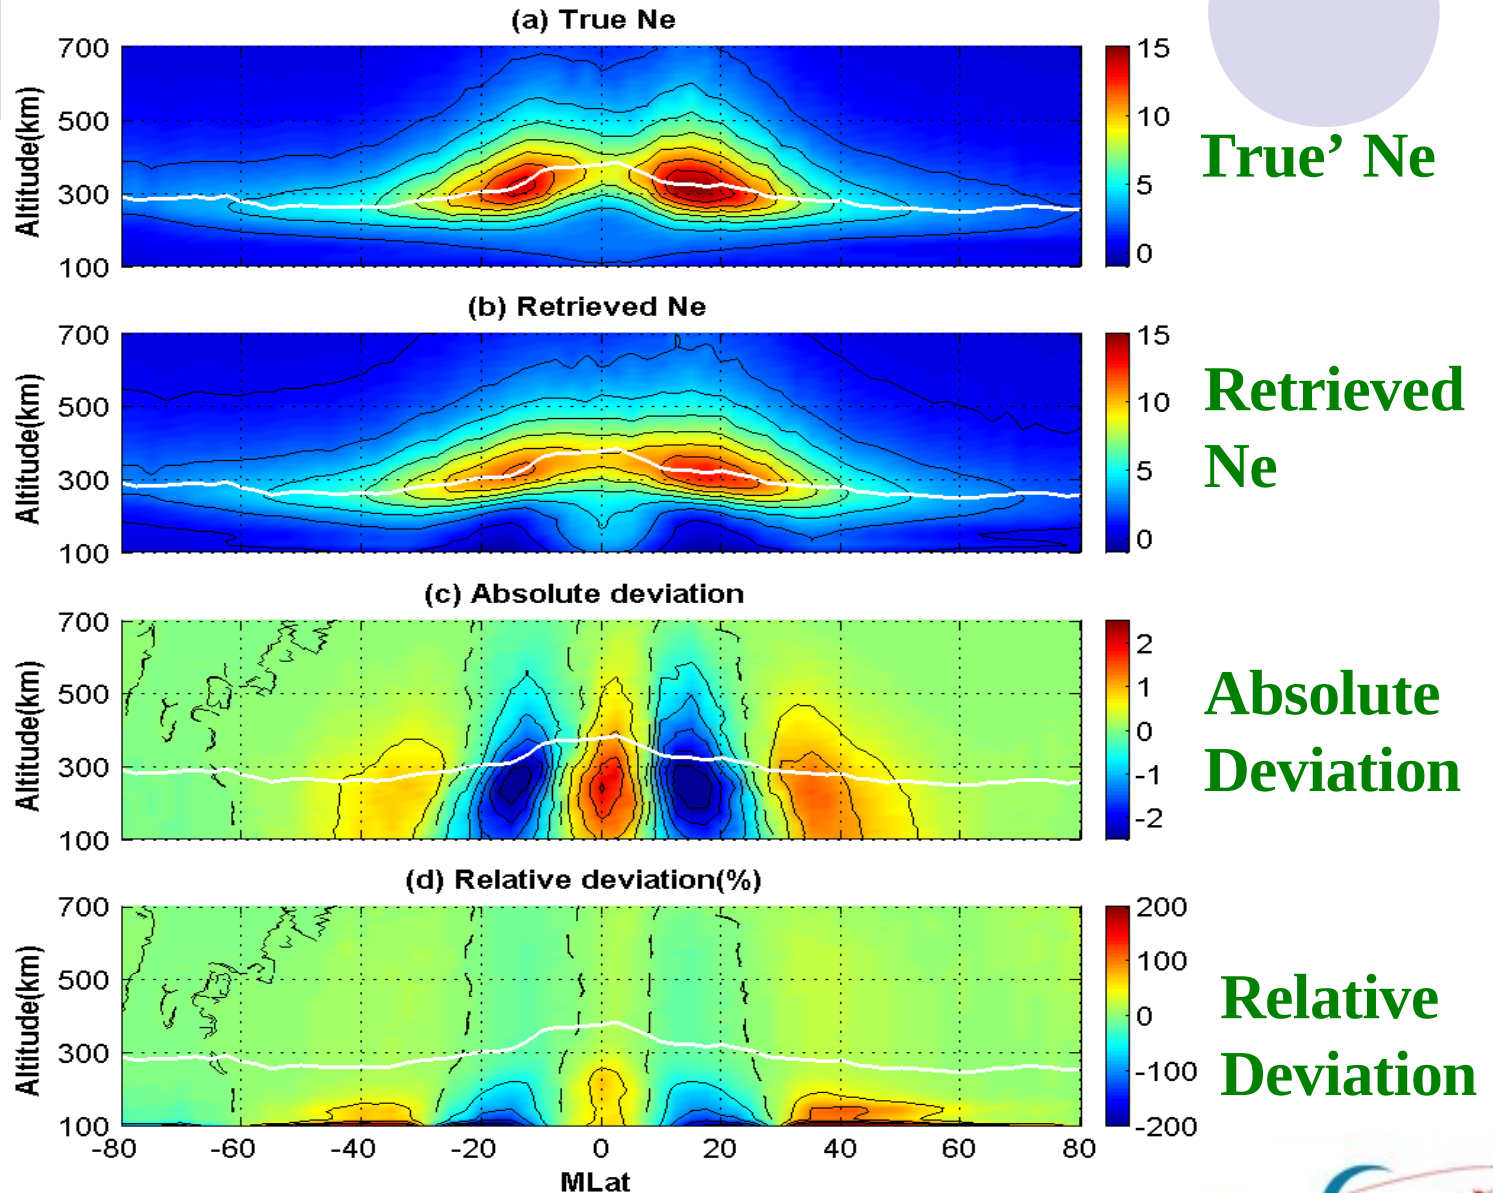 (a) True Ne
700
500
300
100
Altitude(km)
15
10
5
0
True’ Ne
(b) Retrieved Ne
700
500
300
100
Altitude(km)
15
10
5
0
Retrieved
Ne
(c) Absolute deviation
700
500
300
100
Altitude(km)
2
1
0
-1
-2
Absolute
Deviation
(d) Relative deviation(%)
700
500
300
100
Altitude(km)
200
100
0
-100
-200
Relative
Deviation
-80 -60 -40 -20 0 20 40 60 80
MLat